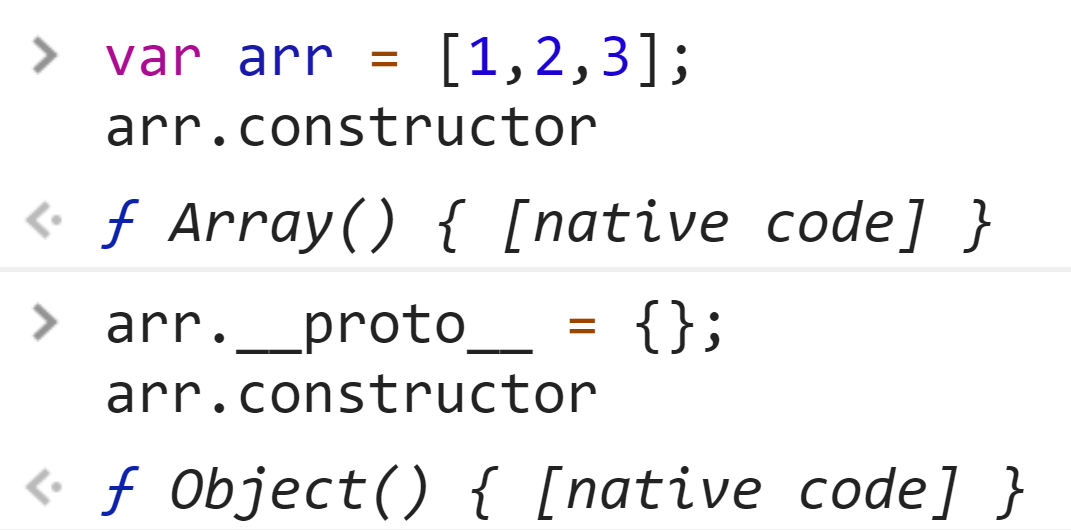 > var arr = [1,2,3];
arr.constructor
<· ƒ Array() { [native code] }
> arr.__proto__ = {};
arr.constructor
<· ƒ Object() { [native code] }